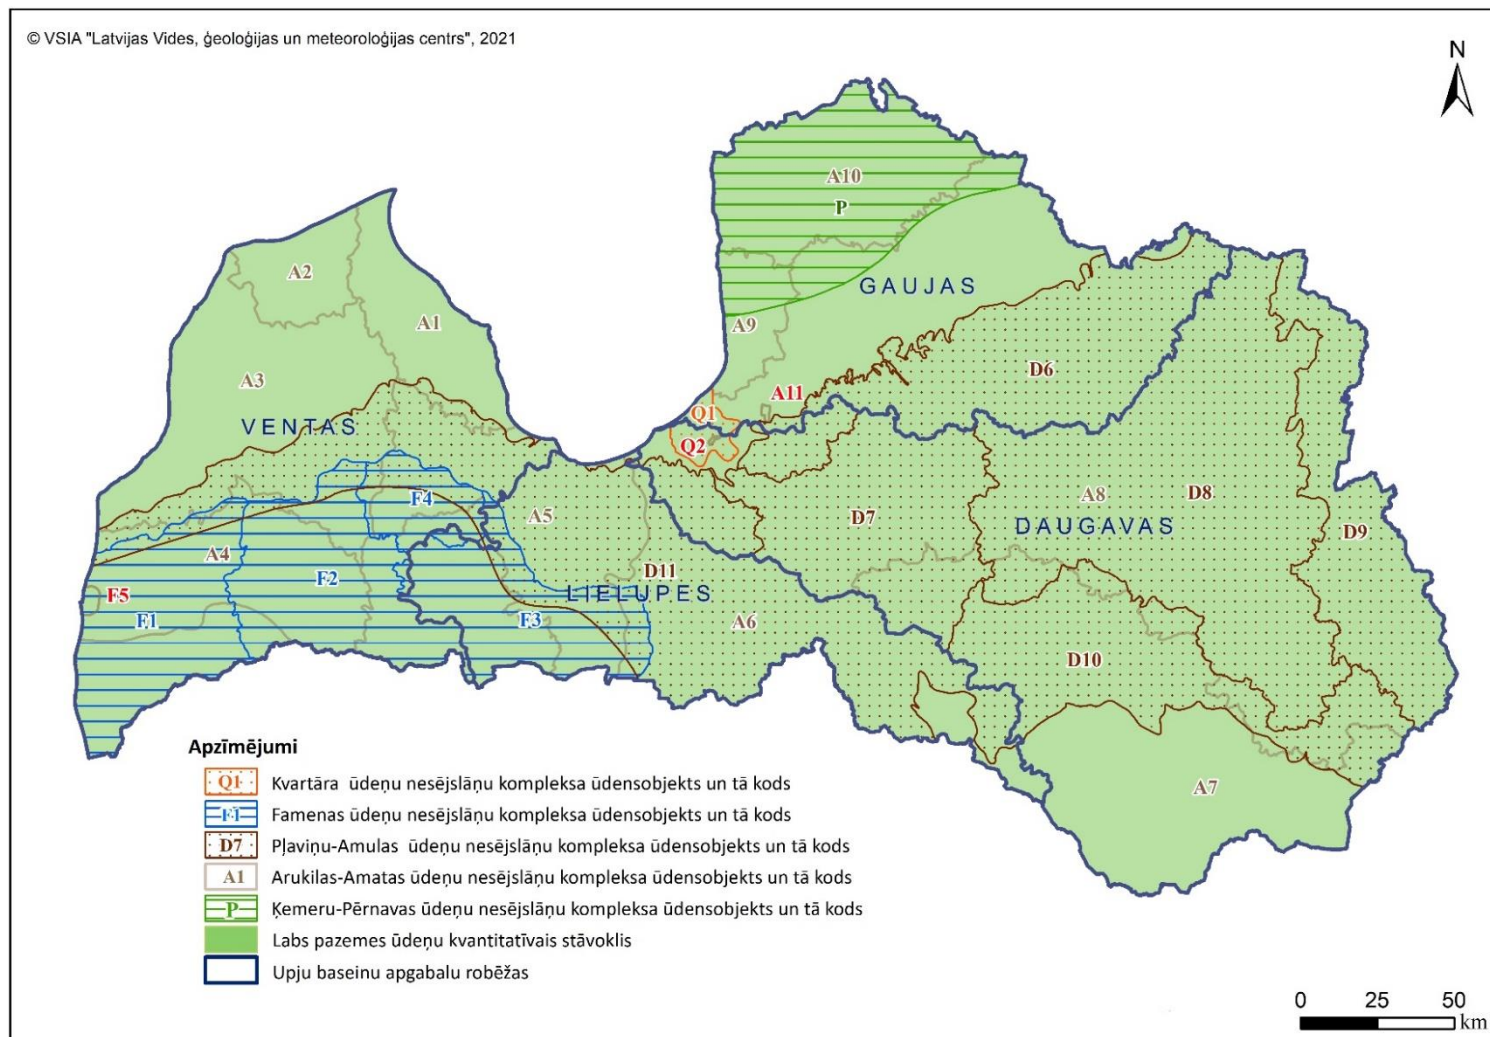 © VSIA "Latvijas Vides, ģeoloģijas un meteoroloģijas centrs", 2021
N
A10
P
A2
GAUJAS
A1
A9
A3
D6
A11
Q1
VENTAS
Q2
F4
A8
D8
A5
D7
DAUGAVAS
D9
A4
F2
D11
F5
LIELUPES
F1
F3
A6
D10
A7
Apzīmējumi
Q1 Kvartāra ūdeņu nesējslāņu kompleksa ūdensobjekts un tā kods
F1 Famenas ūdeņu nesējslāņu kompleksa ūdensobjekts un tā kods
D7 Pļaviņu-Amulas ūdeņu nesējslāņu kompleksa ūdensobjekts un tā kods
A1 Arukilas-Amatas ūdeņu nesējslāņu kompleksa ūdensobjekts un tā kods
P Ķemeru-Pērnavas ūdeņu nesējslāņu kompleksa ūdensobjekts un tā kods
Labs pazemes ūdeņu kvantitatīvais stāvoklis
Upju baseinu apgabalu robežas
0 25 50
km